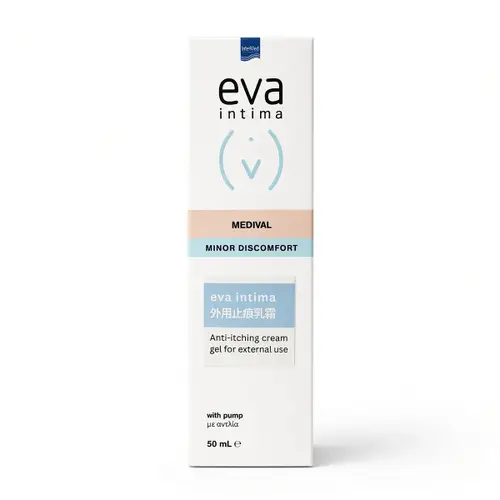 eva
intima
MEDIVAL
MINOR DISCOMFORT
eva intima
外用止痕乳霜
Anti-itching cream
gel for external use
with pump
με αντλία
50 mL ℮